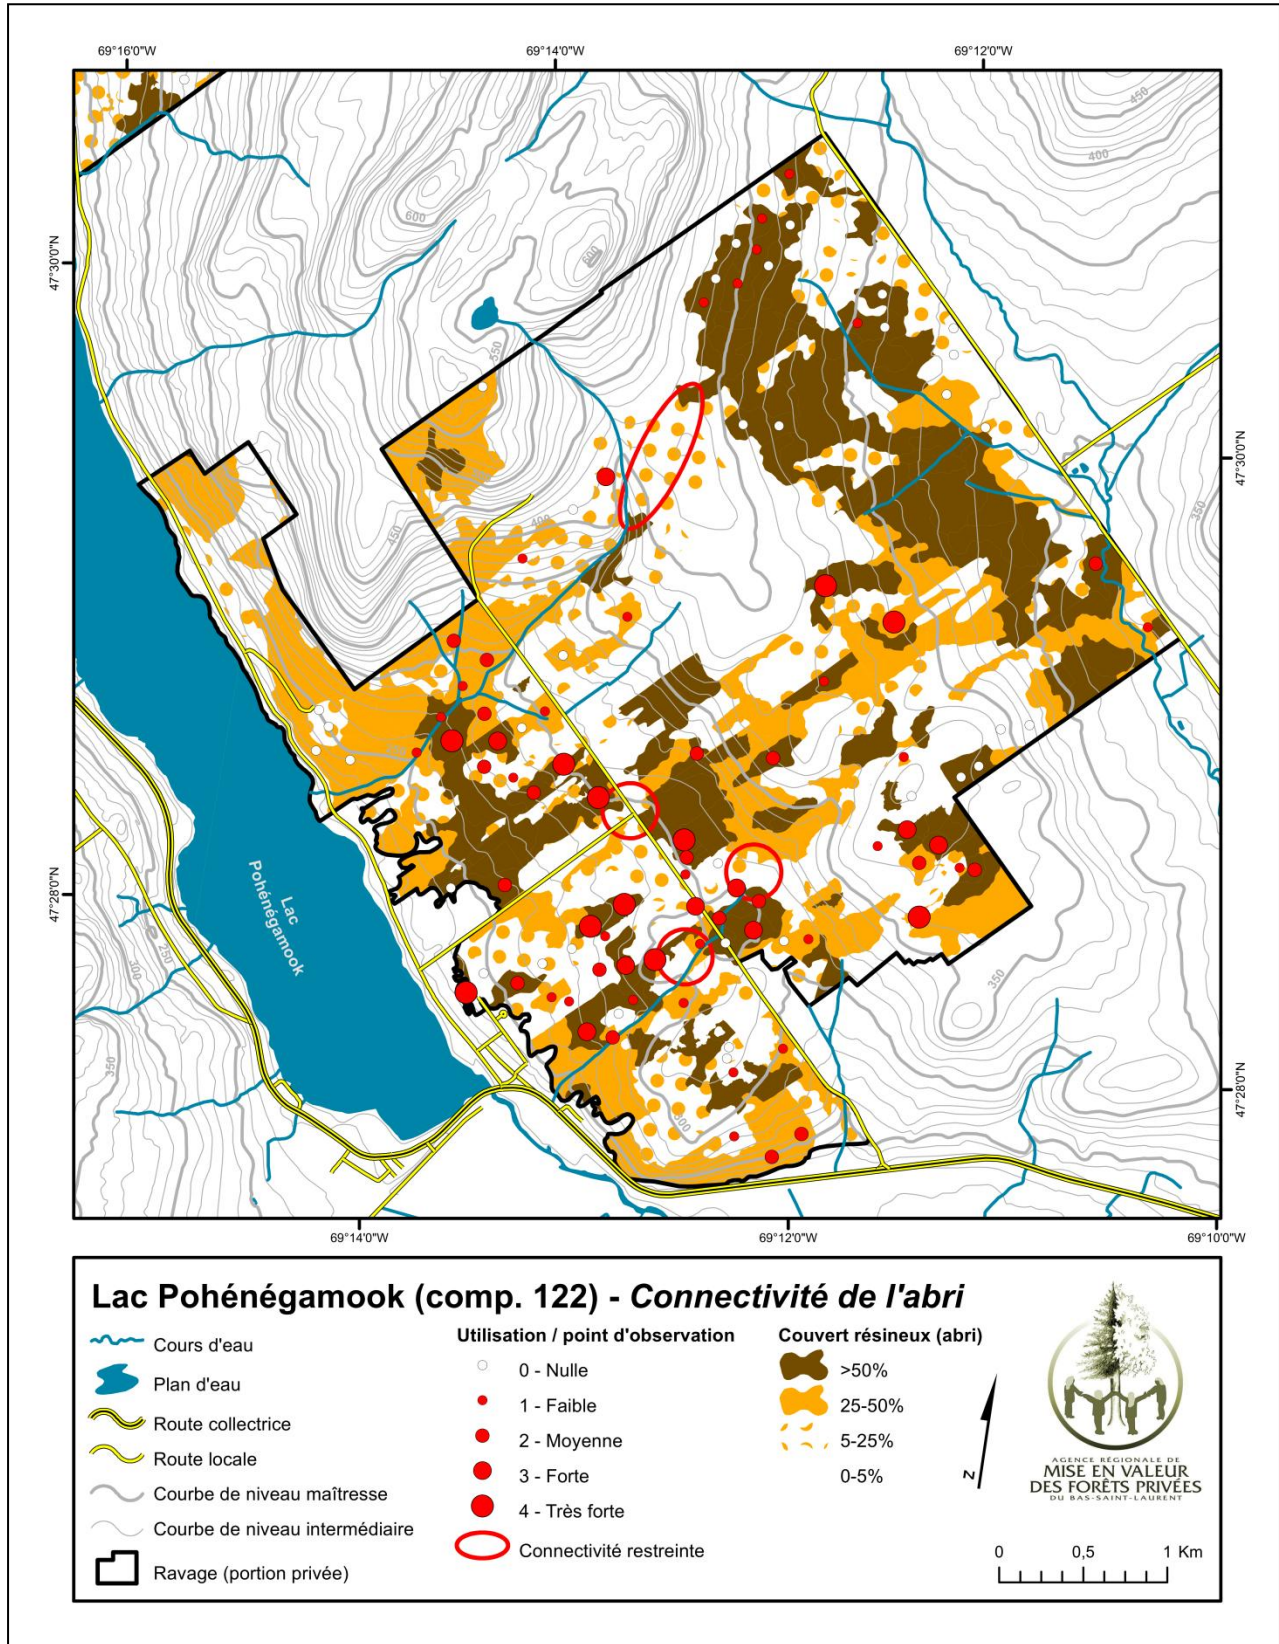 69°16'0"W
69°14'0"W
69°12'0"W
450
400
600
600
47°30'0"N
550
47°30'0"N
400
450
350
47°28'0"N
Lac
Pohénégamook
250
300
350
350
300
47°28'0"N
69°14'0"W
69°12'0"W
69°10'0"W
Lac Pohénégamook (comp. 122) - Connectivité de l'abri
Cours d'eau
Plan d'eau
Route collectrice
Route locale
Courbe de niveau maîtresse
Courbe de niveau intermédiaire
Ravage (portion privée)
Utilisation / point d'observation
0 - Nulle
1 - Faible
2 - Moyenne
3 - Forte
4 - Très forte
Connectivité restreinte
Couvert résineux (abri)
>50%
25-50%
5-25%
0-5%
N
AGENCE RÉGIONALE DE
MISE EN VALEUR
DES FORÊTS PRIVÉES
DU BAS-SAINT-LAURENT
0 0,5 1 Km